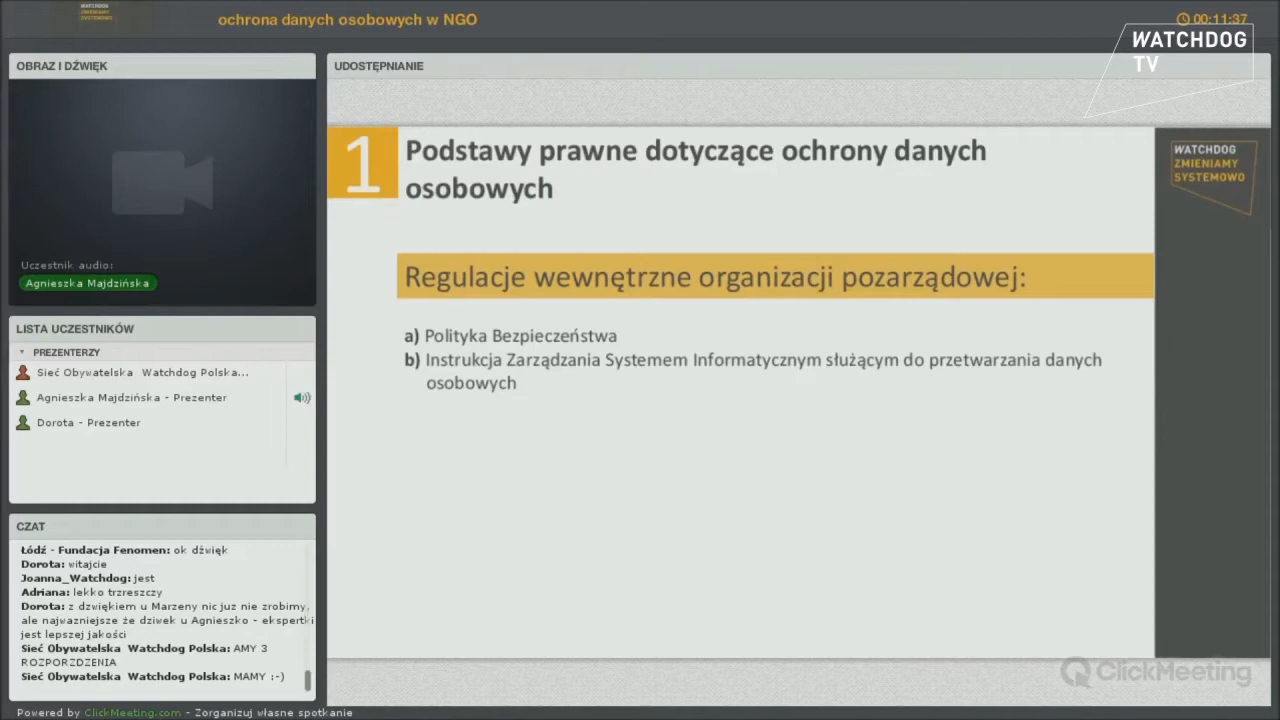 WATCHDOG
ZMIENIAMY
SYSTEMOWO
ochrona danych osobowych w NGO
00:11:37
WATCHDOG
TV
OBRAZ I DŹWIĘK
Uczestnik audio:
Agnieszka Majdzińska
LISTA UCZESTNIKÓW
PREZENTERZY
Sieć Obywatelska Watchdog Polska...
Agnieszka Majdzińska - Prezenter
Dorota - Prezenter
CZAT
Łódź - Fundacja Fenomen: ok dźwięk
Dorota: witajcie
Joanna_Watchdog: jest
Adriana: lekko trzreszczy
Dorota: z dzwiękiem u Marzeny nic juz nie zrobimy,
ale najwazniejsze że dziwek u Agnieszko - ekspertki
jest lepszej jakości
Sieć Obywatelska Watchdog Polska: AMY 3
ROZPORZDZENIA
Sieć Obywatelska Watchdog Polska: MAMY :-)
Powered by ClickMeeting.com - Zorganizuj własne spotkanie
UDOSTĘPNIANIE
1
Podstawy prawne dotyczące ochrony danych
osobowych
Regulacje wewnętrzne organizacji pozarządowej:
a) Polityka Bezpieczeństwa
b) Instrukcja Zarządzania Systemem Informatycznym służącym do przetwarzania danych
osobowych
WATCHDOG
ZMIENIAMY
SYSTEMOWO
ClickMeeting